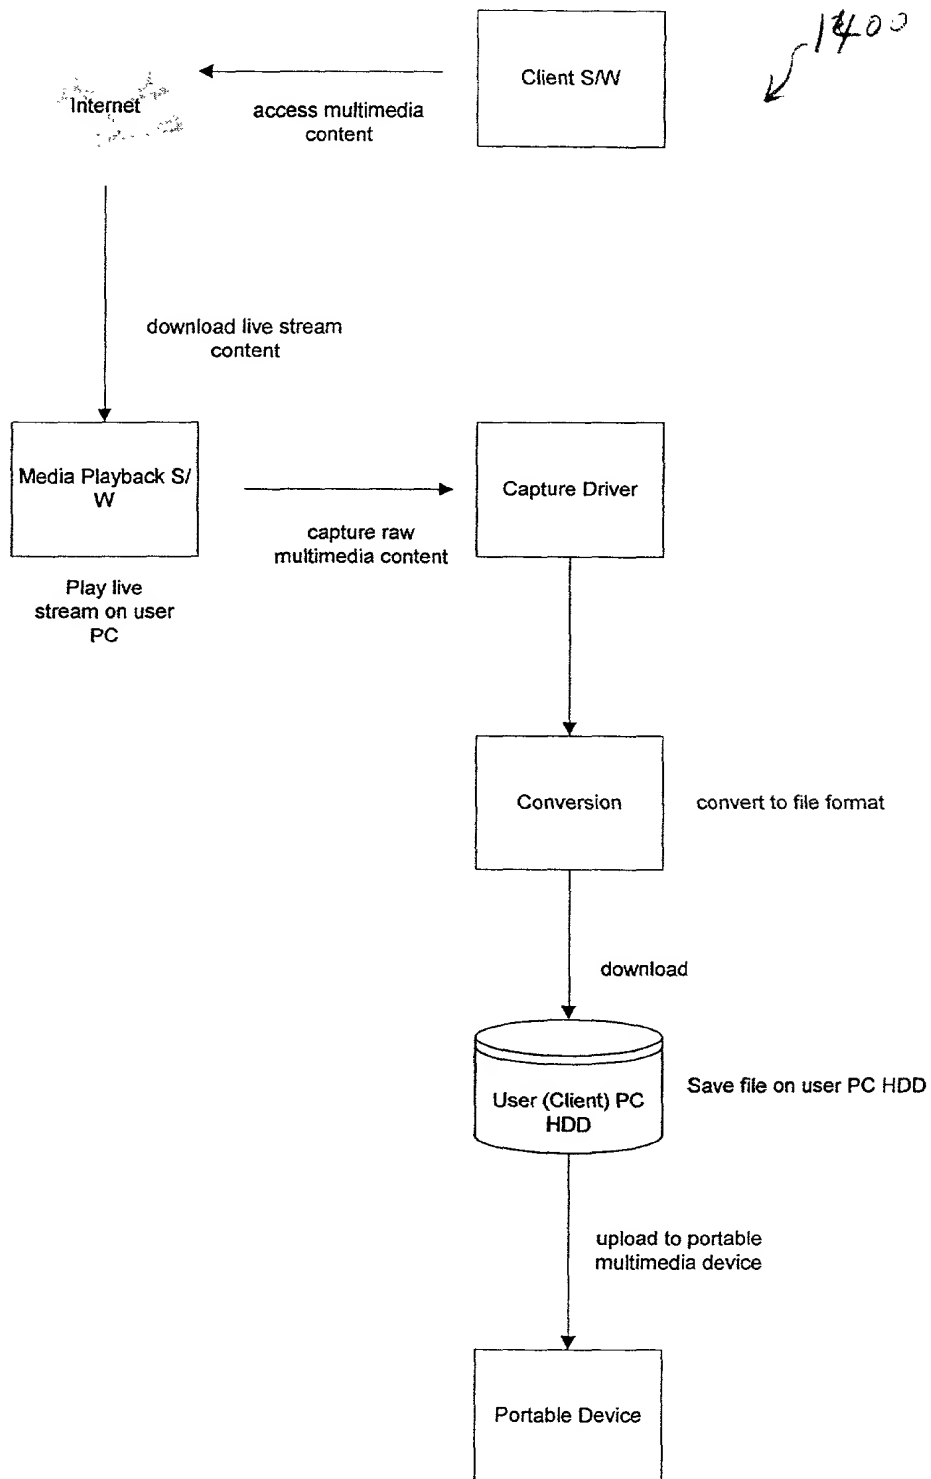 1400
Client S/W
Internet
access multimedia
content
download live stream
content
Media Playback S/
W
Capture Driver
capture raw
multimedia content
Play live
stream on user
PC
Conversion
convert to file format
download
User (Client) PC
HDD
Save file on user PC HDD
upload to portable
multimedia device
Portable Device